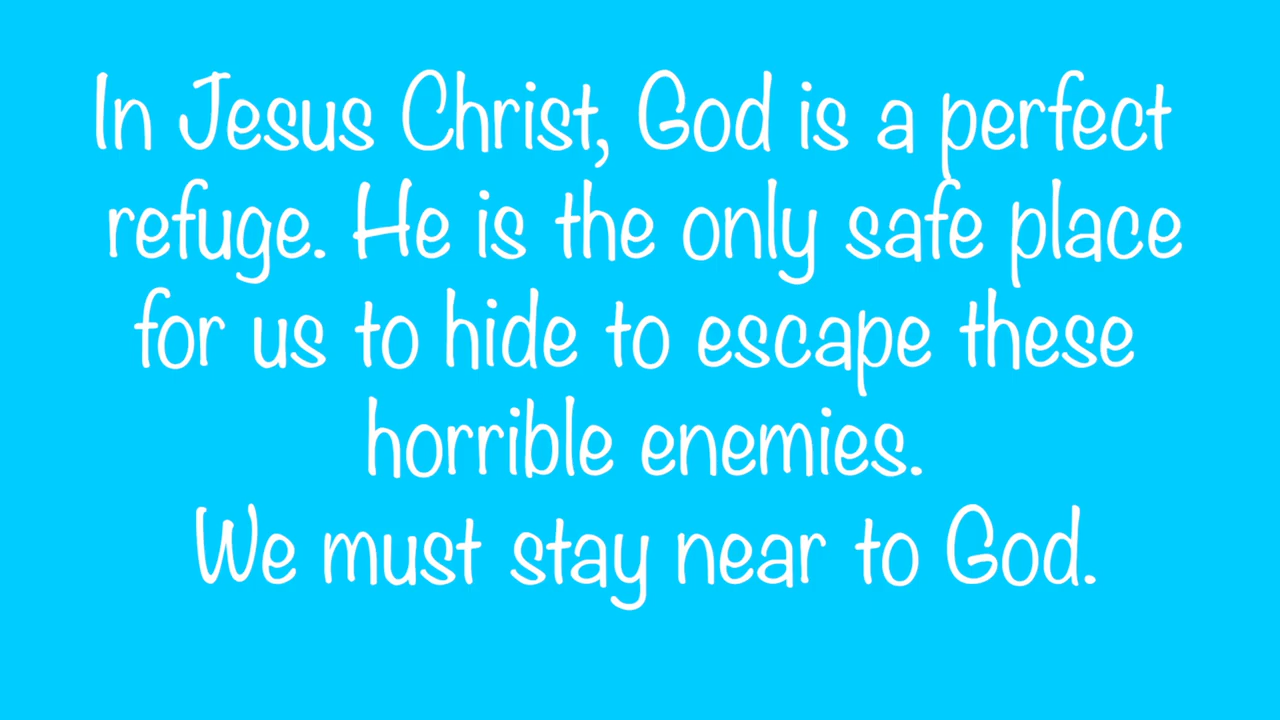 In Jesus Christ, God is a perfect
refuge. He is the only safe place
for us to hide to escape these
horrible enemies.
We must stay near to God.